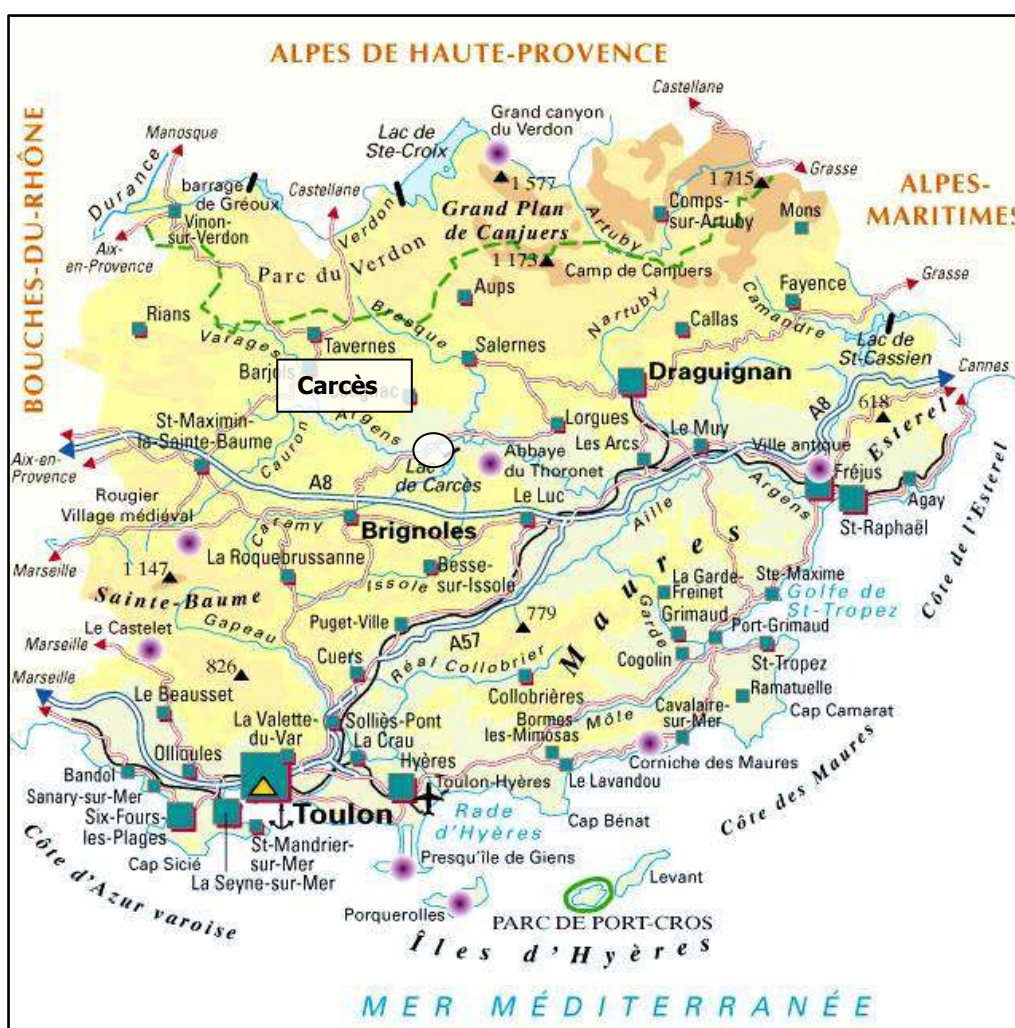 ALPES DE HAUTE-PROVENCE
BOUCHES-DU-RHÔNE
ALPES-
MARITIMES
Castellane
Grand canyon
du Verdon
Manosque
Lac de
Ste-Croix
Grasse
Durance
barrage
de Gréoux
Castellane
1 577
1 715
Vinon-
sur-Verdon
Verdon
Grand Plan
de Canjuers
Artuby
Comps-
sur-Artuby
Mons
Aix-
en-Provence
Parc du Verdon
1 173
Camp de Canjuers
Grasse
Aups
Fayence
Rians
Bresque
Nartuby
Camandre
Varages
Tavernes
Salernes
Callas
Lac de
St-Cassien
Barjols
Carcès
Draguignan
Cannes
A8
618
Esterel
St-Maximin-
la-Sainte-Baume
Argens
Lorgues
Les Arcs
Le Muy
Ville antique
Cauron
Abbaye
du Thoronet
Lac
de Carcès
Fréjus
Aix-en-
Provence
A8
Le Luc
Argens
Agay
Rougier
Village médiéval
Caramy
Brignoles
Aille
St-Raphaël
Côte de l'Esterel
Marseille
La Roquebrussanne
Besse-
sur-Issole
Issole
Maures
La Garde-
Freinet
Ste-Maxime
Golfe de
St-Tropez
1 147
Sainte-Baume
779
Garde
Grimaud
Port-Grimaud
Gapeau
Puget-Ville
A57
Le Castelet
Marseille
Cuers
Réal Collobrier
Cogolin
St-Tropez
826
Marseille
Collobrières
Ramatuelle
Le Beausset
La Valette-
du-Var
Solliès-Pont
Bormes-
les-Mimosas
Môle
Cavalaire-
sur-Mer
Cap Camarat
La Crau
Ollioules
Hyères
Toulon-Hyères
Corniche des Maures
Bandol
Le Lavandou
Côte des Maures
Sanary-sur-Mer
Toulon
Rade
d'Hyères
Cap Bénat
Six-Fours-
les-Plages
St-Mandrier-
sur-Mer
Cap Sicié
La Seyne-sur-Mer
Presqu'île de Giens
Levant
Côte d'Azur varoise
Porquerolles
PARC DE PORT-CROS
Îles d'Hyères
MER MÉDITERRANÉE